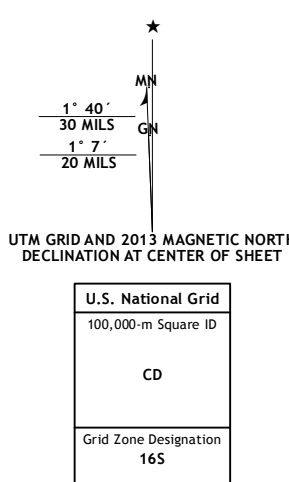 MN
1° 40´
30 MILS
GN
1° 7´
20 MILS
UTM GRID AND 2013 MAGNETIC NORTH
DECLINATION AT CENTER OF SHEET
U.S. National Grid
100,000-m Square ID
CD
Grid Zone Designation
16S